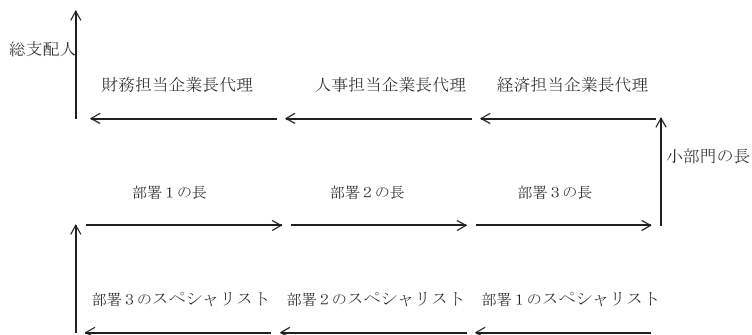 総支配人
財務担当企業長代理 人事担当企業長代理 経済担当企業長代理
小部門の長
部署１の長 部署２の長 部署３の長
部署３のスペシャリスト 部署２のスペシャリスト 部署１のスペシャリスト